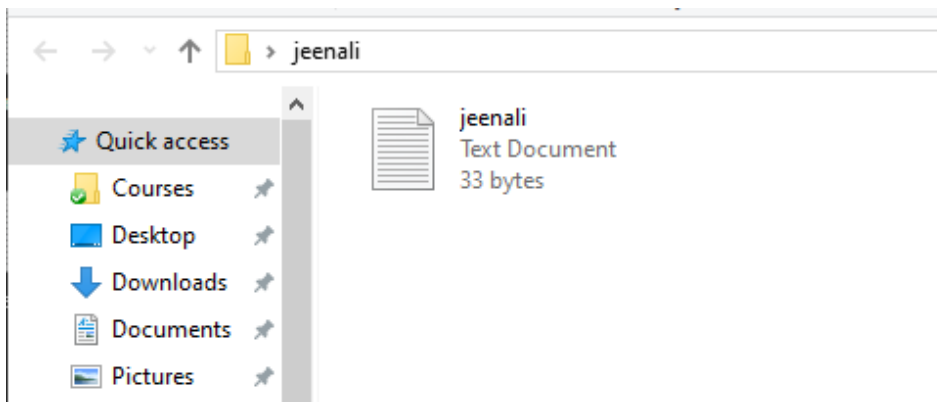 jeenali
jeenali
Text Document
33 bytes
Quick access
Courses
Desktop
Downloads
Documents
Pictures